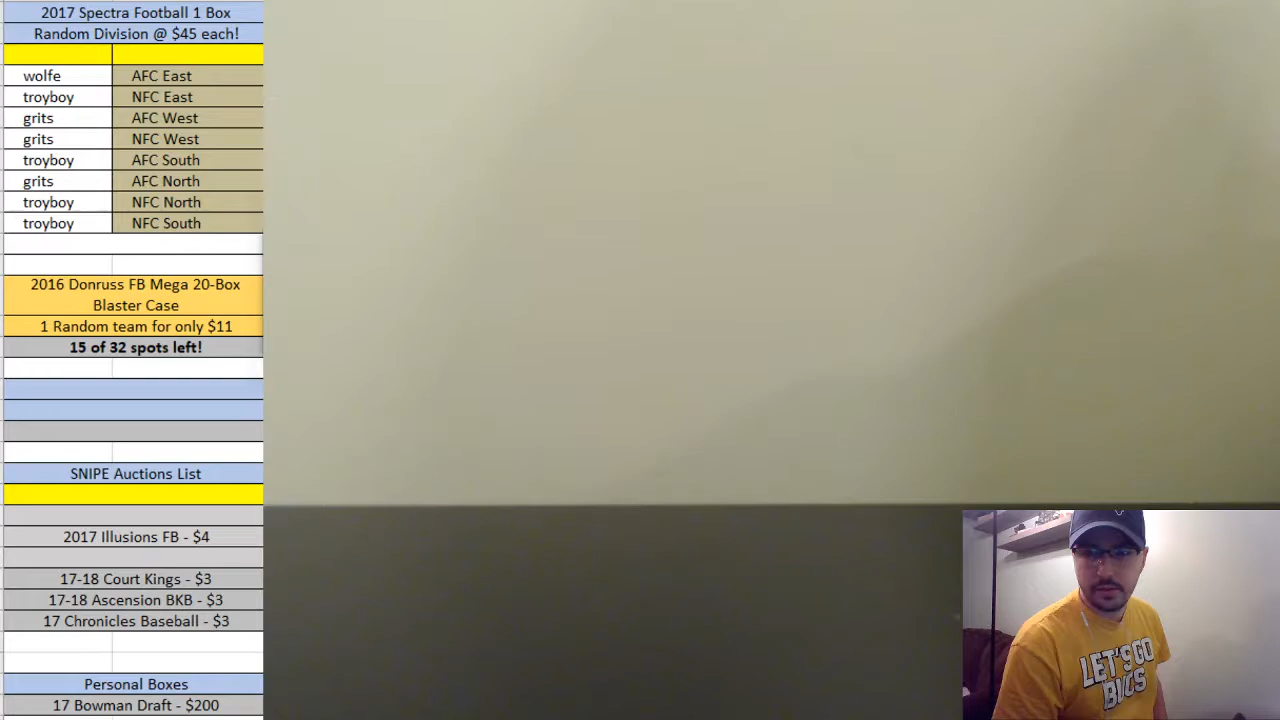 2017 Spectra Football 1 Box
Random Division @ $45 each!
wolfe AFC East
troyboy NFC East
grits AFC West
grits NFC West
troyboy AFC South
grits AFC North
troyboy NFC North
troyboy NFC South
2016 Donruss FB Mega 20-Box
Blaster Case
1 Random team for only $11
15 of 32 spots left!
SNIPE Auctions List
2017 Illusions FB - $4
17-18 Court Kings - $3
17-18 Ascension BKB - $3
17 Chronicles Baseball - $3
Personal Boxes
17 Bowman Draft - $200
LET'S GO
BUCS